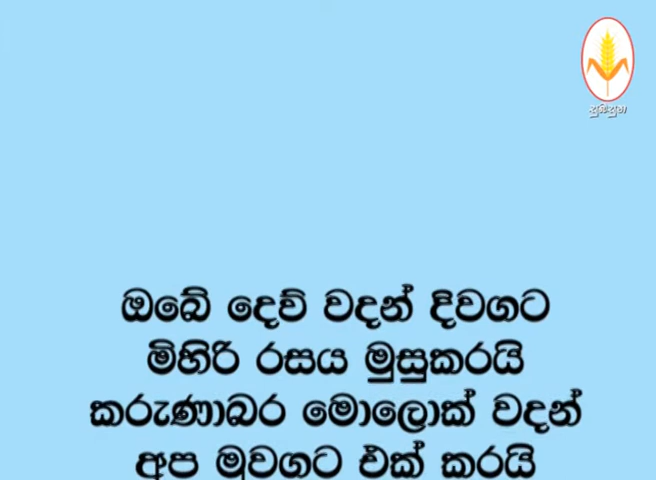 ඔබේ දෙව් වදන් දිවගට
මිහිරි රසය මුසුකරයි
කරුණාබර මොලොක් වදන්
අප මුවගට එක් කරයි